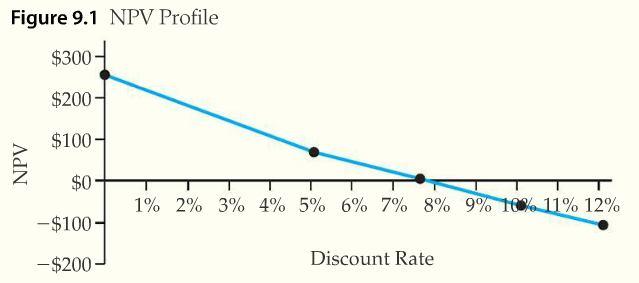 Figure 9.1 NPV Profile
$300
$200
$100
$0
–$100
–$200
NPV
1% 2% 3% 4% 5% 6% 7% 8% 9% 10% 11% 12%
Discount Rate